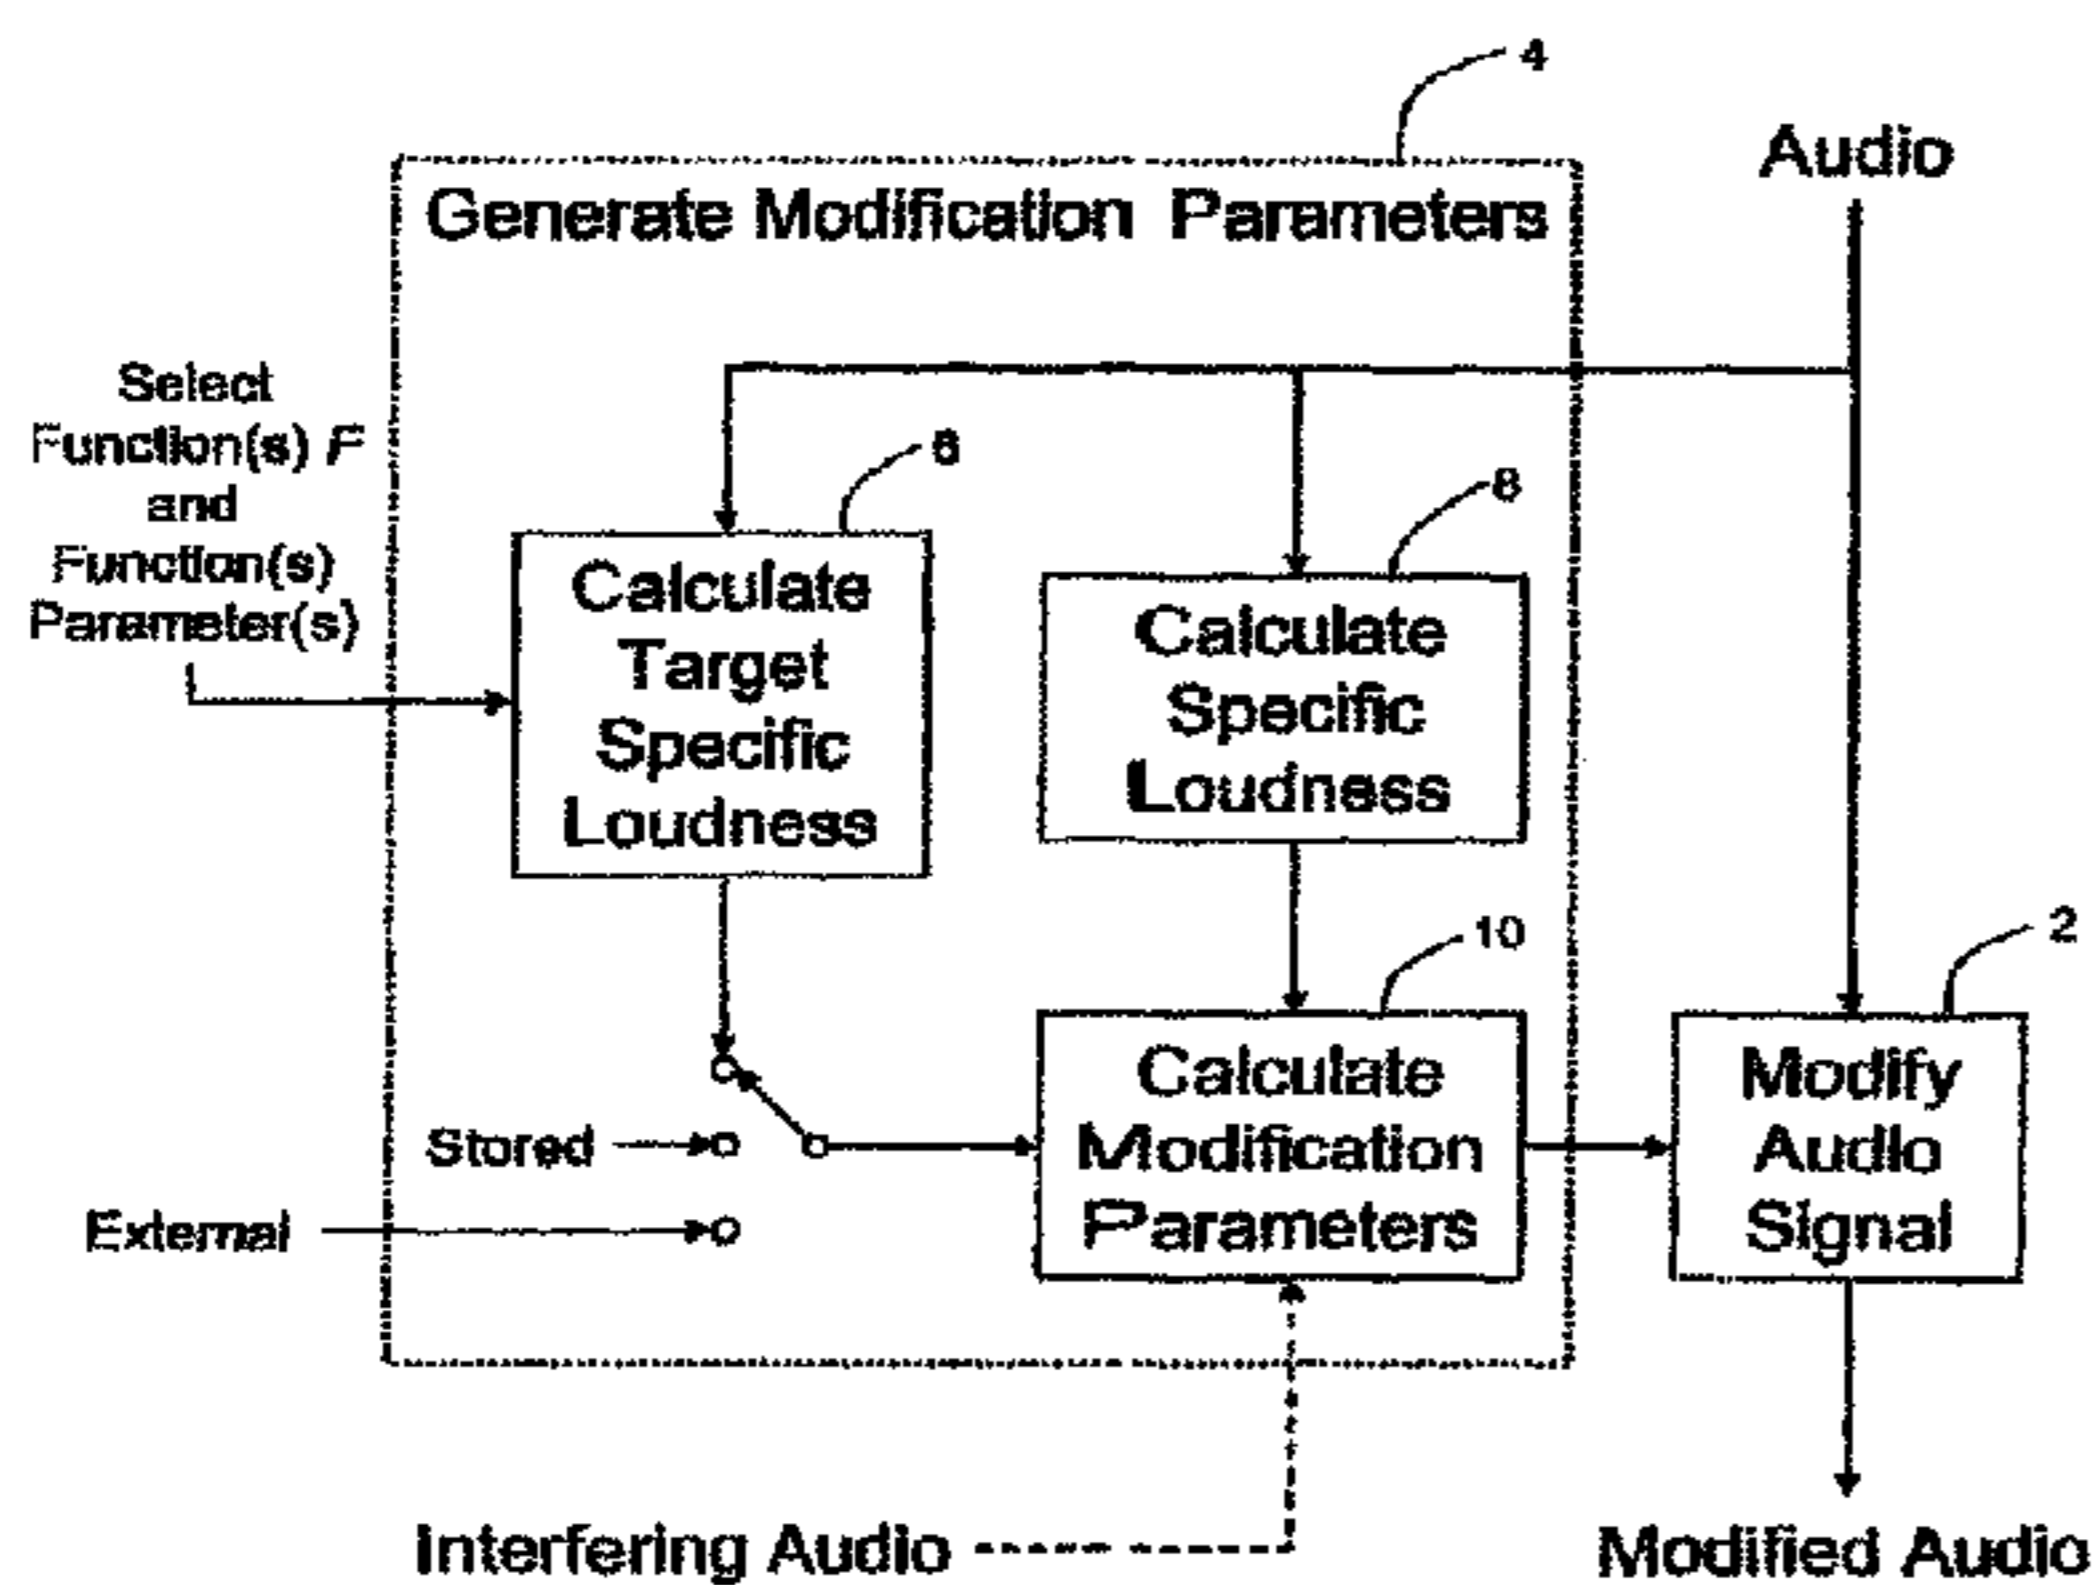 4
Audio
Generate Modification Parameters
Select
Function(s) F
and
Function(s)
Parameter(s)
6
8
Calculate
Target
Specific
Loudness
Calculate
Specific
Loudness
10
2
Calculate
Modification
Parameters
Modify
Audio
Signal
Stored
External
Interfering Audio
Modified Audio